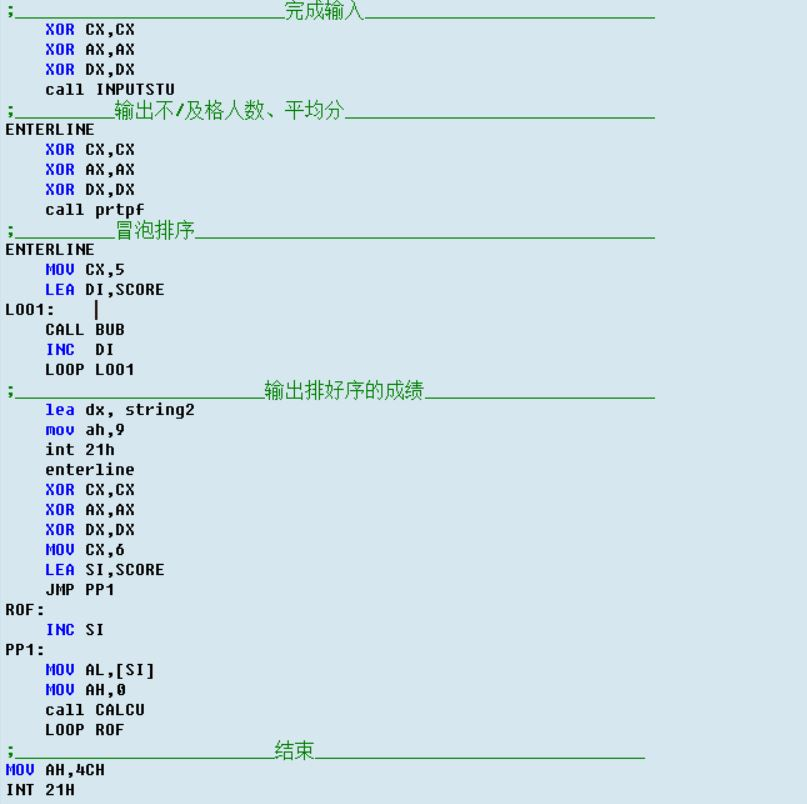 ;___________________________完成输入_____________________________
    XOR CX,CX
    XOR AX,AX
    XOR DX,DX
    call INPUTSTU
;__________输出不/及格人数、平均分_______________________________
ENTERLINE
    XOR CX,CX
    XOR AX,AX
    XOR DX,DX
    call prtpf
;__________冒泡排序______________________________________________
ENTERLINE
    MOV CX,5
    LEA DI,SCORE
LOO1:
    CALL BUB
    INC  DI
    LOOP LOO1
;_________________________输出排好序的成绩_______________________
    lea dx, string2
    mov ah,9
    int 21h
    enterline
    XOR CX,CX
    XOR AX,AX
    XOR DX,DX
    MOV CX,6
    LEA SI,SCORE
    JMP PP1
ROF:
    INC SI
PP1:
    MOV AL,[SI]
    MOV AH,0
    call CALCU
    LOOP ROF
;__________________________结束_________________________________
MOV AH,4CH
INT 21H